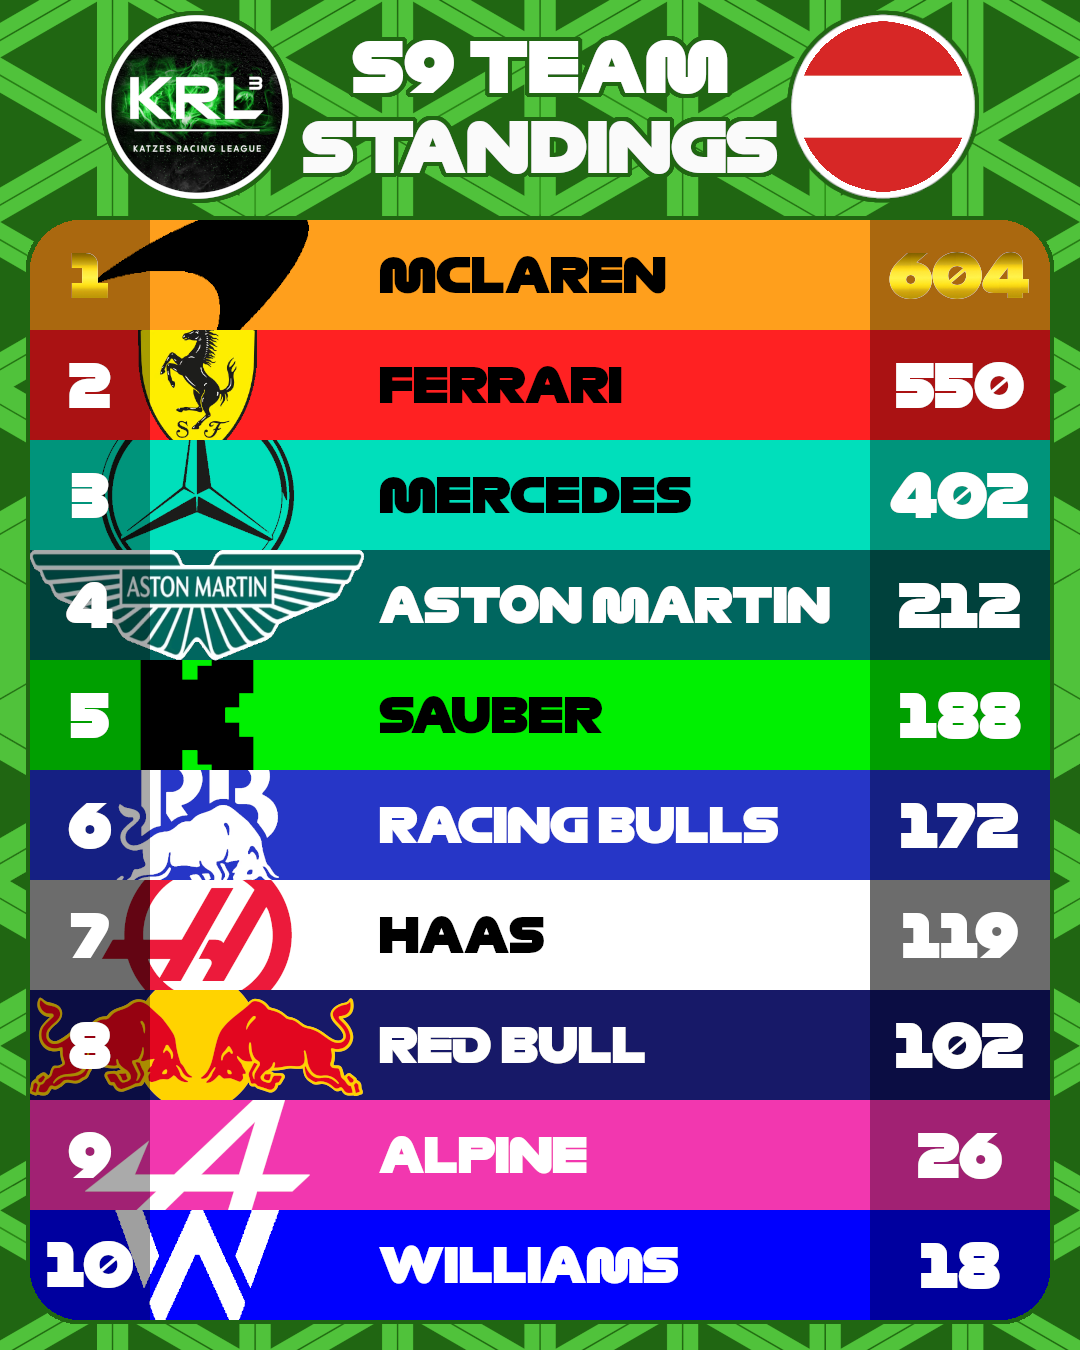 KRL3
KATZES RACING LEAGUE
S9 TEAM
STANDINGS
1 MCLAREN 604
2 S F FERRARI 550
3 MERCEDES 402
4 ASTON MARTIN ASTON MARTIN 212
5 K SAUBER 188
6 RB RACING BULLS 172
7 H HAAS 119
8 RED BULL 102
9 A ALPINE 26
10 W WILLIAMS 18